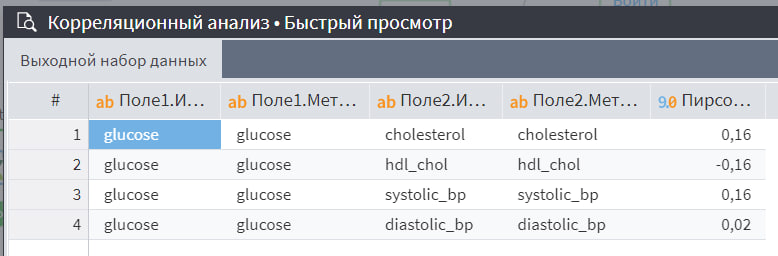 Войти
Корреляционный анализ • Быстрый просмотр
Выходной набор данных
# ab Поле1.И... ab Поле1.Мет... ab Поле2.И... ab Поле2.Мет... 9.0 Пирсо...
1 glucose glucose cholesterol cholesterol 0,16
2 glucose glucose hdl_chol hdl_chol -0,16
3 glucose glucose systolic_bp systolic_bp 0,16
4 glucose glucose diastolic_bp diastolic_bp 0,02